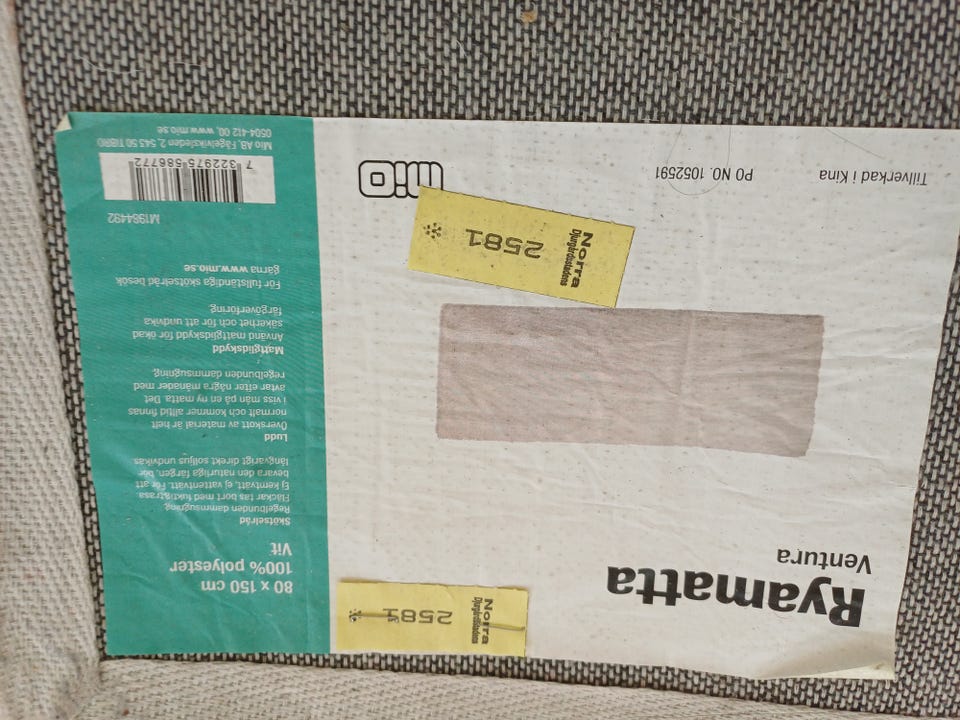 Ryamatta
Ventura
80 x 150 cm
100% polyester
Vit
Skötselråd
Regelbunden dammsugning
Fläckar tas bort med fuktig trasa
Ej kemtvätt, ej vattentvätt. För att
bevara den naturliga färgen, bör
långvarigt direkt solljus undvikas
Ludd
Överskott av material är helt
normalt och kommer alltid finnas
i viss mån på en ny matta. Det
avtar efter några månader med
regelbunden dammsugning
Mattglidskydd
Använd mattglidskydd för ökad
säkerhet och för att undvika
färgöverföring
För fullständiga skötselråd besök
gärna www.mio.se
M1984492
7 322975 586772
Mio AB, Fågelviksleden 2, 543 50 TIBRO
0504-412 00, www.mio.se
Norra
Djurgårdsstadens
2581
Norra
Djurgårdsstadens
2581
mio
PO NO. 1052591
Tillverkad i Kina